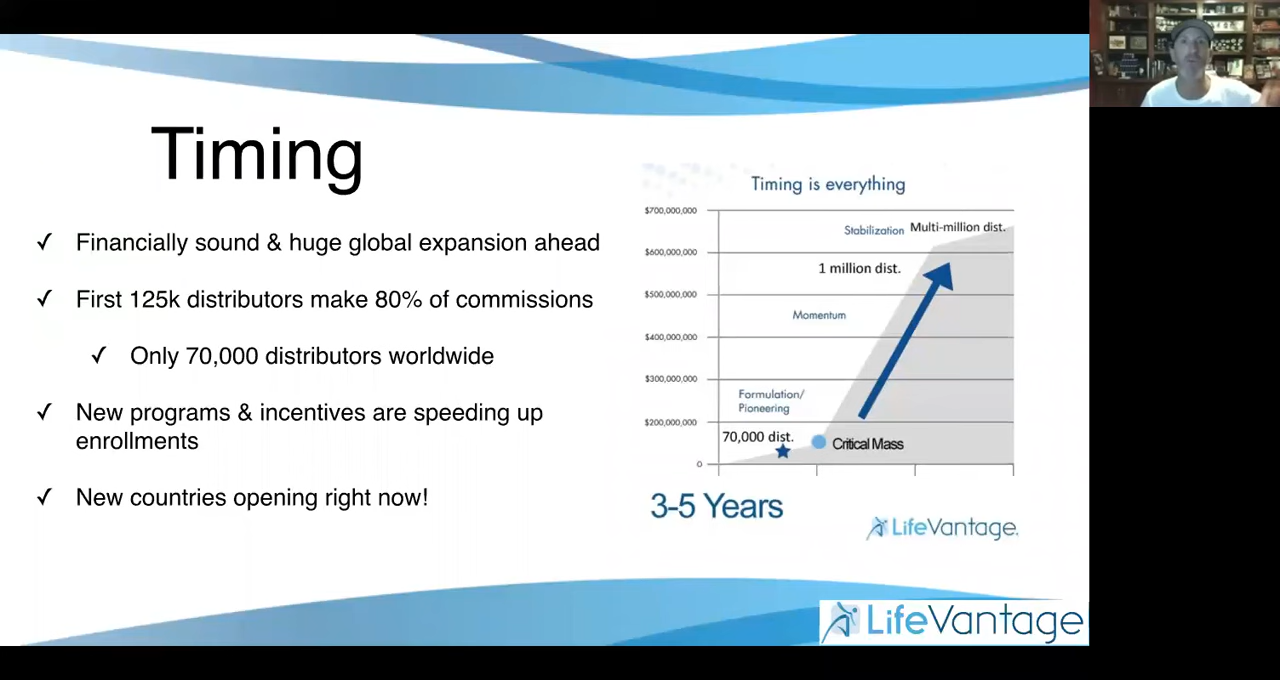 Timing
✓ Financially sound & huge global expansion ahead
✓ First 125k distributors make 80% of commissions
✓ Only 70,000 distributors worldwide
✓ New programs & incentives are speeding up
enrollments
✓ New countries opening right now!
Timing is everything
$700,000,000
Stabilization Multi-million dist.
$600,000,000
1 million dist.
$500,000,000
Momentum
$400,000,000
$300,000,000
Formulation/
Pioneering
$200,000,000
70,000 dist.
Critical Mass
0
3-5 Years
LifeVantage.
LifeVantage